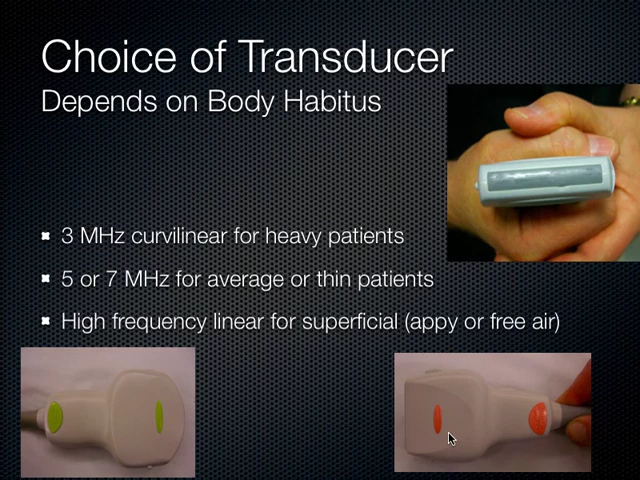 Choice of Transducer
Depends on Body Habitus
3 MHz curvilinear for heavy patients
5 or 7 MHz for average or thin patients
High frequency linear for superficial (appy or free air)